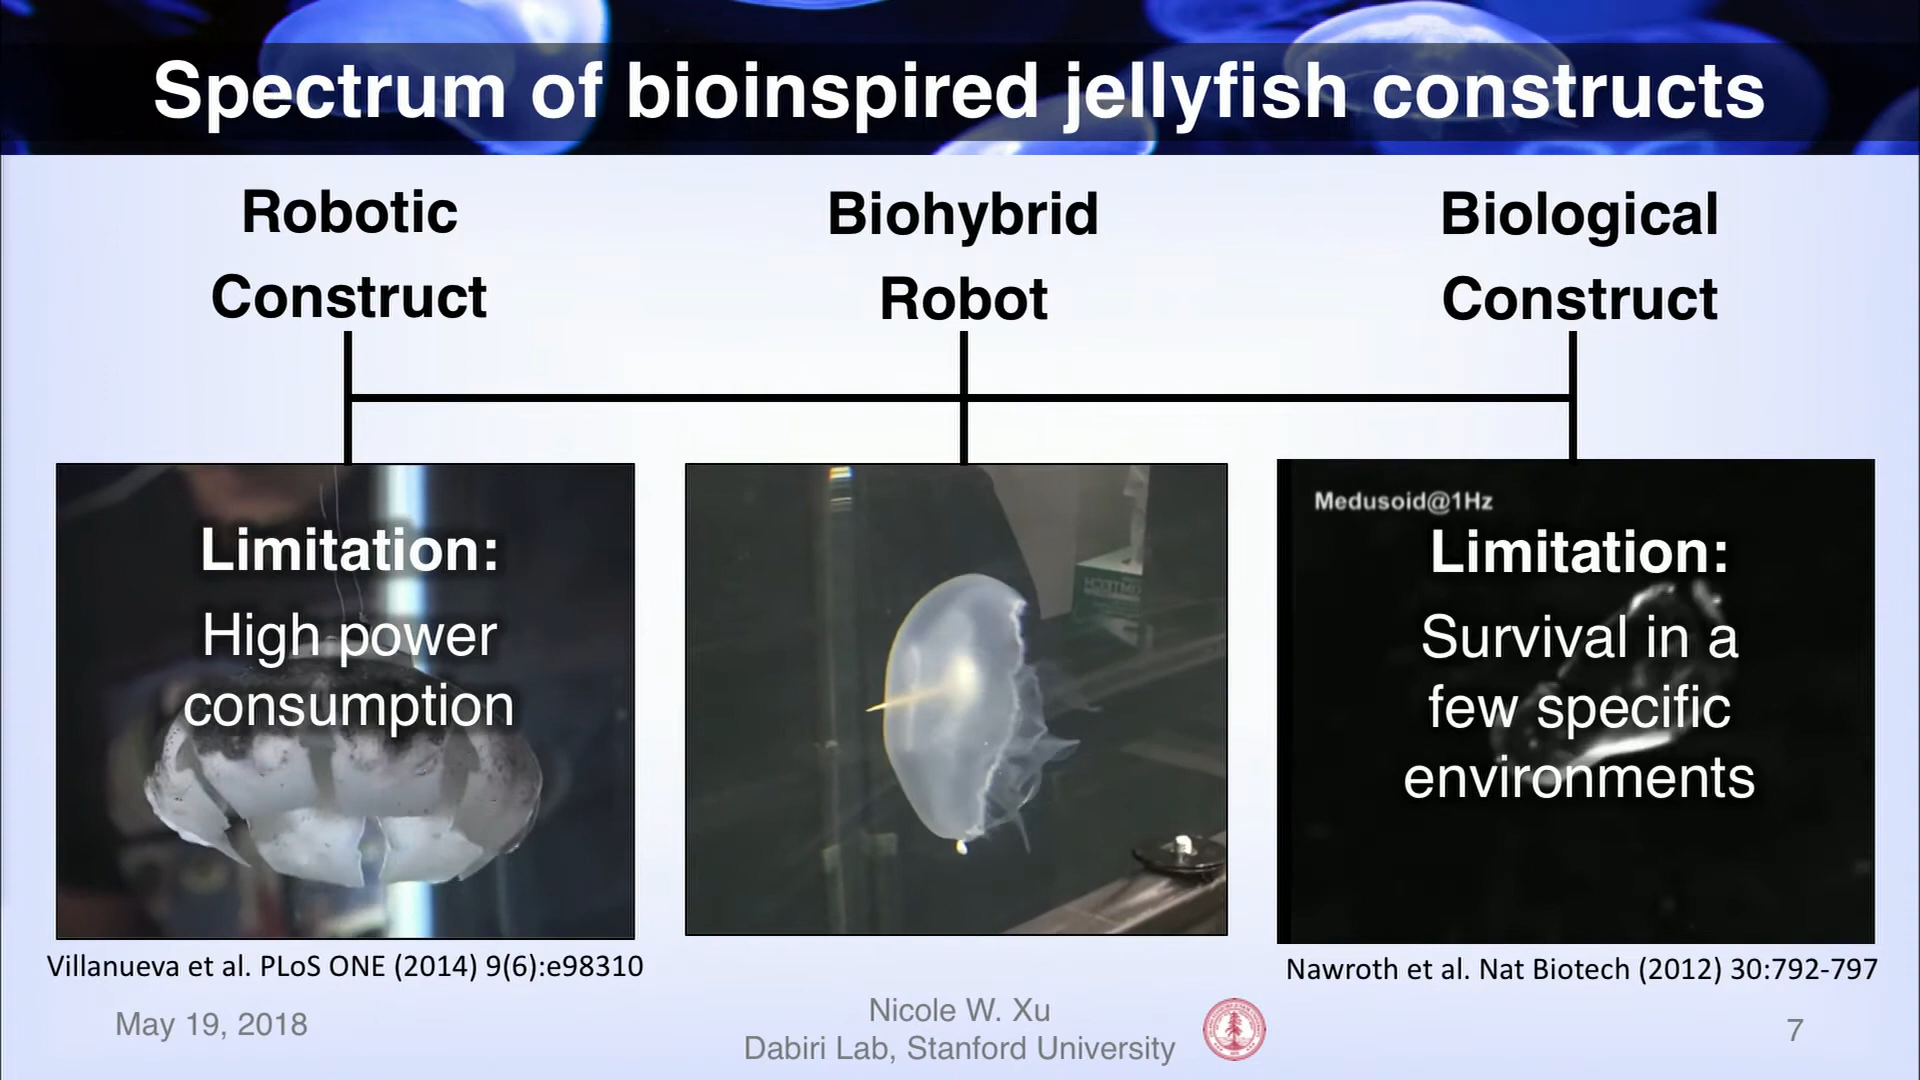 Spectrum of bioinspired jellyfish constructs
Robotic
Construct
Biohybrid
Robot
Biological
Construct
Limitation:
High power
consumption
Medusoid@1Hz
Limitation:
Survival in a
few specific
environments
Villanueva et al. PLoS ONE (2014) 9(6):e98310
Nawroth et al. Nat Biotech (2012) 30:792-797
May 19, 2018
Nicole W. Xu
Dabiri Lab, Stanford University
7